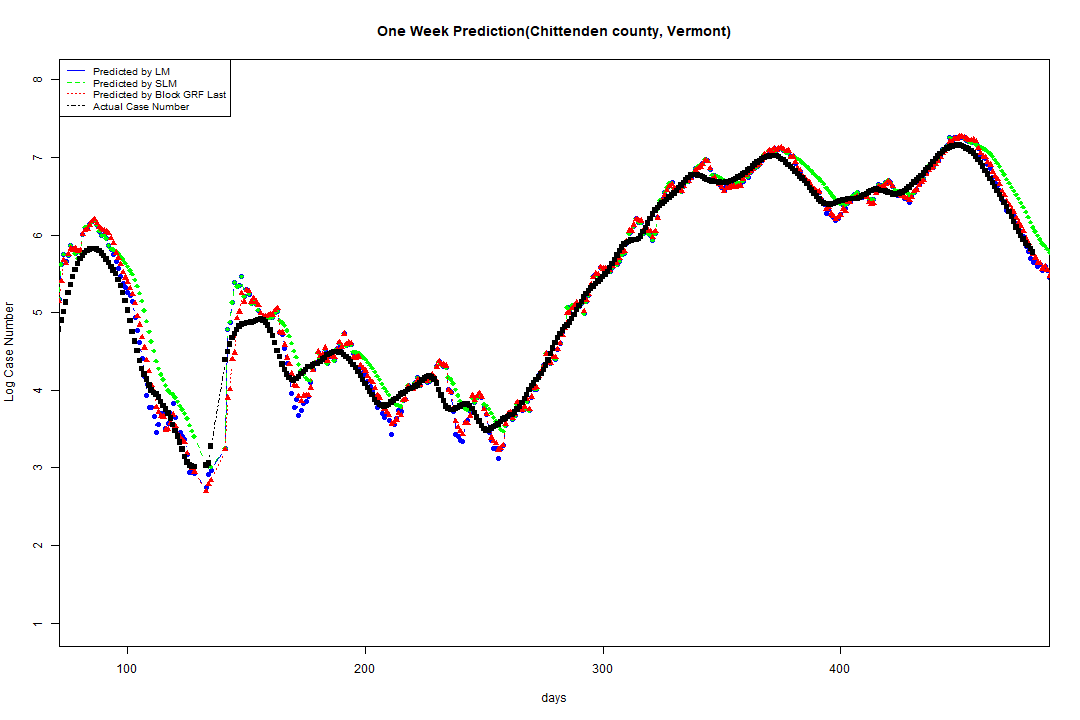 One Week Prediction(Chittenden county, Vermont)
Predicted by LM
Predicted by SLM
Predicted by Block GRF Last
Actual Case Number
8
7
6
5
4
3
2
1
Log Case Number
100 200 300 400
days